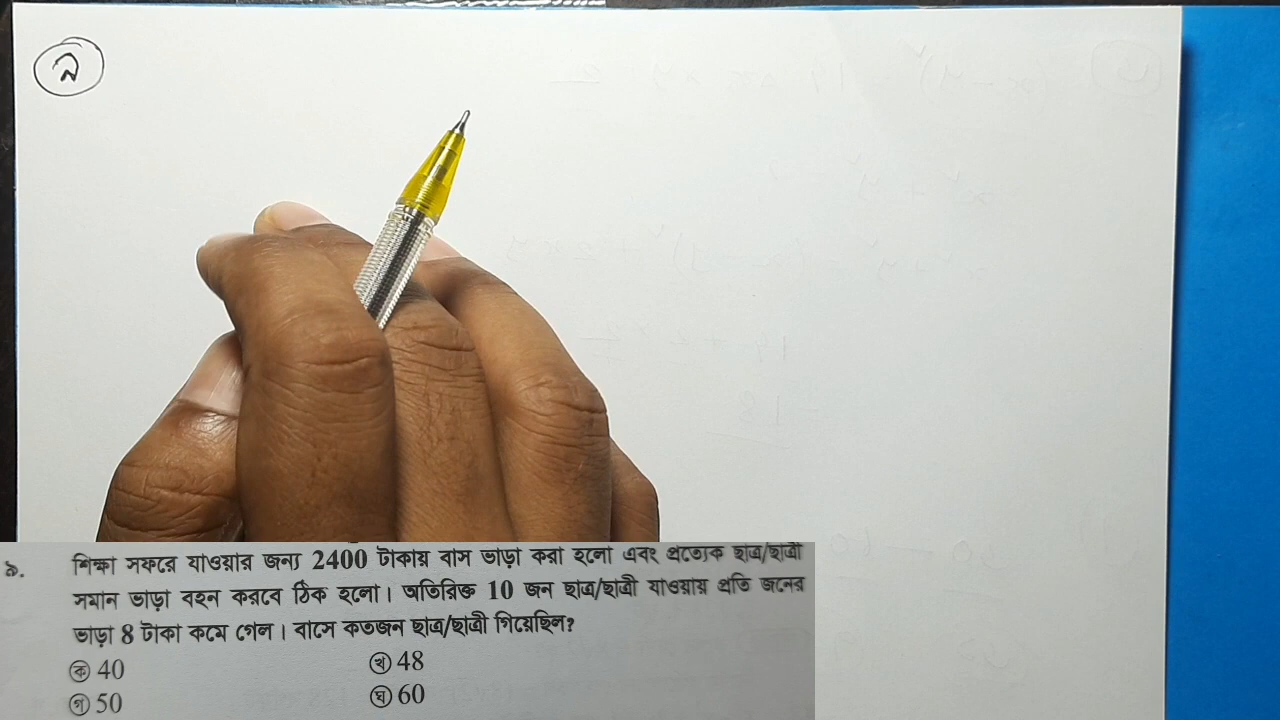 ৯
৯. শিক্ষা সফরে যাওয়ার জন্য 2400 টাকায় বাস ভাড়া করা হলো এবং প্রত্যেক ছাত্র/ছাত্রী
সমান ভাড়া বহন করবে ঠিক হলো। অতিরিক্ত 10 জন ছাত্র/ছাত্রী যাওয়ায় প্রতি জনের
ভাড়া 8 টাকা কমে গেল। বাসে কতজন ছাত্র/ছাত্রী গিয়েছিল?
ক 40 খ 48
গ 50 ঘ 60